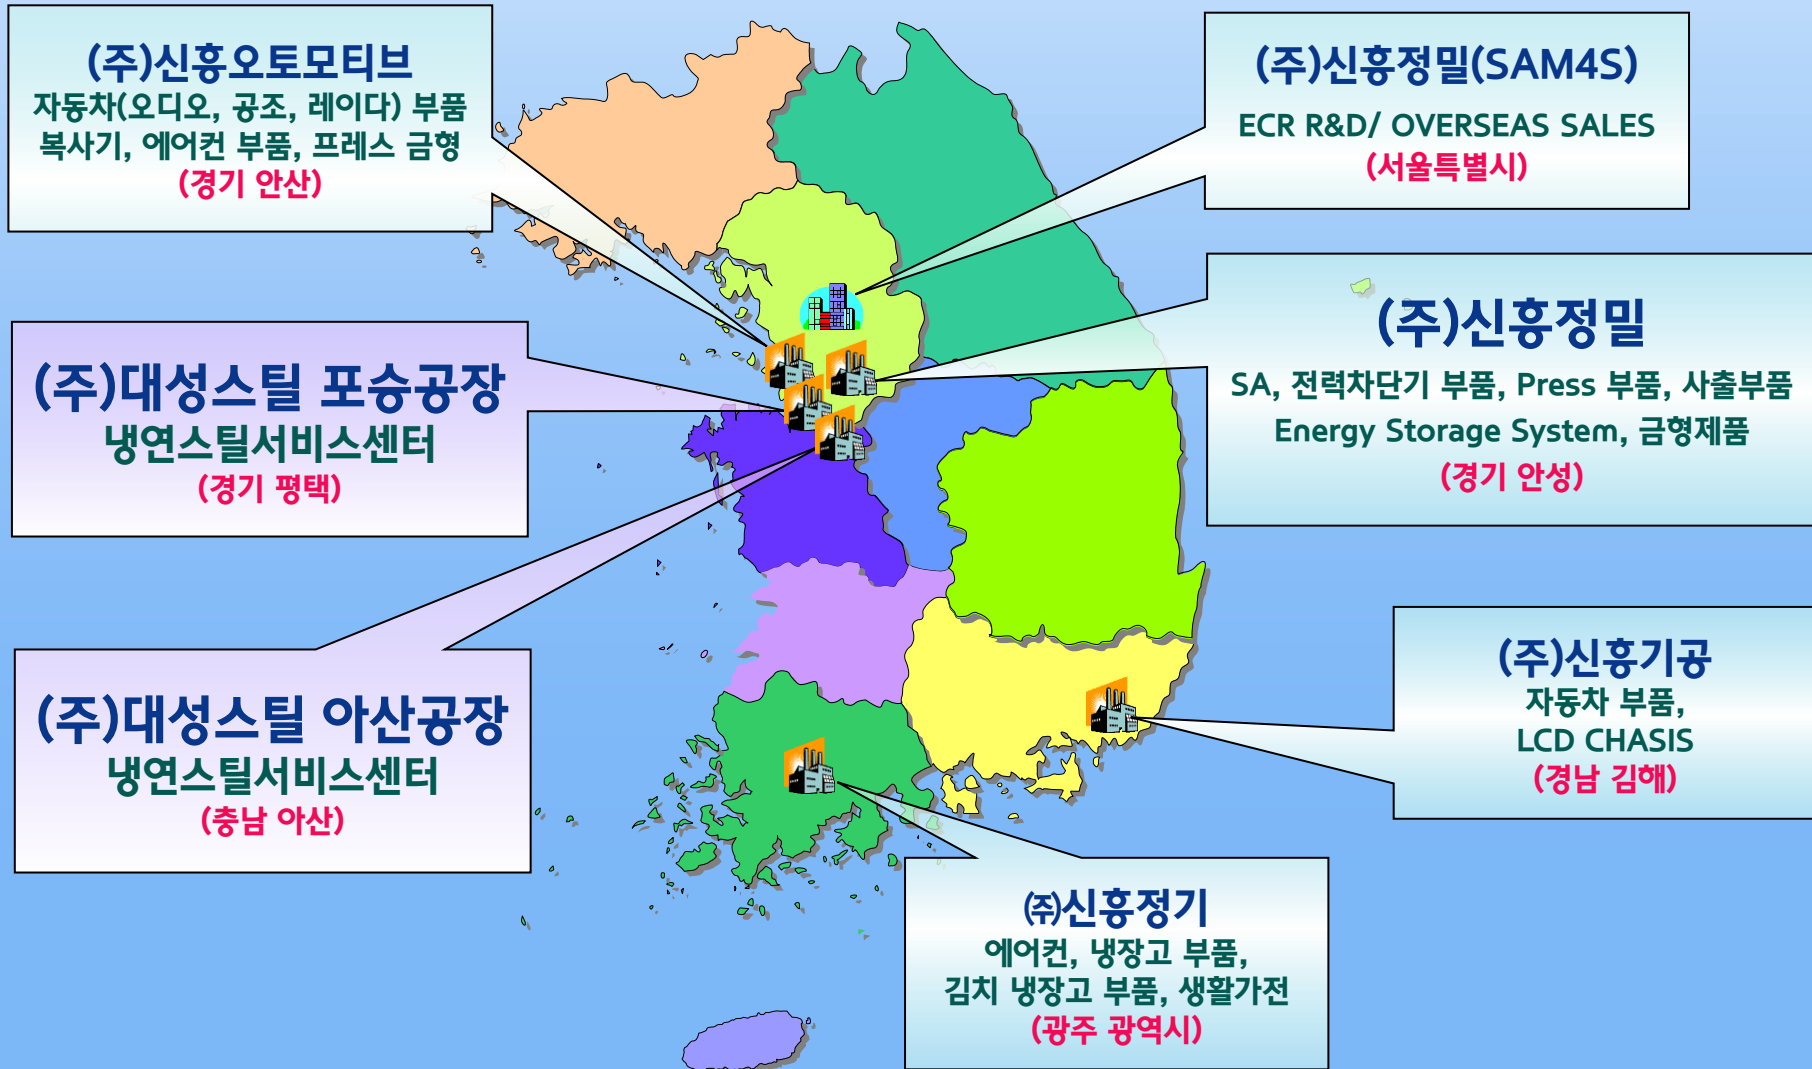 (주)신흥오토모티브
자동차(오디오, 공조, 레이다) 부품
복사기, 에어컨 부품, 프레스 금형
(경기 안산)
(주)신흥정밀(SAM4S)
ECR R&D/ OVERSEAS SALES
(서울특별시)
(주)대성스틸 포승공장
냉연스틸서비스센터
(경기 평택)
(주)신흥정밀
SA, 전력차단기 부품, Press 부품, 사출부품
Energy Storage System, 금형제품
(경기 안성)
(주)대성스틸 아산공장
냉연스틸서비스센터
(충남 아산)
(주)신흥기공
자동차 부품,
LCD CHASIS
(경남 김해)
㈜신흥정기
에어컨, 냉장고 부품,
김치 냉장고 부품, 생활가전
(광주 광역시)